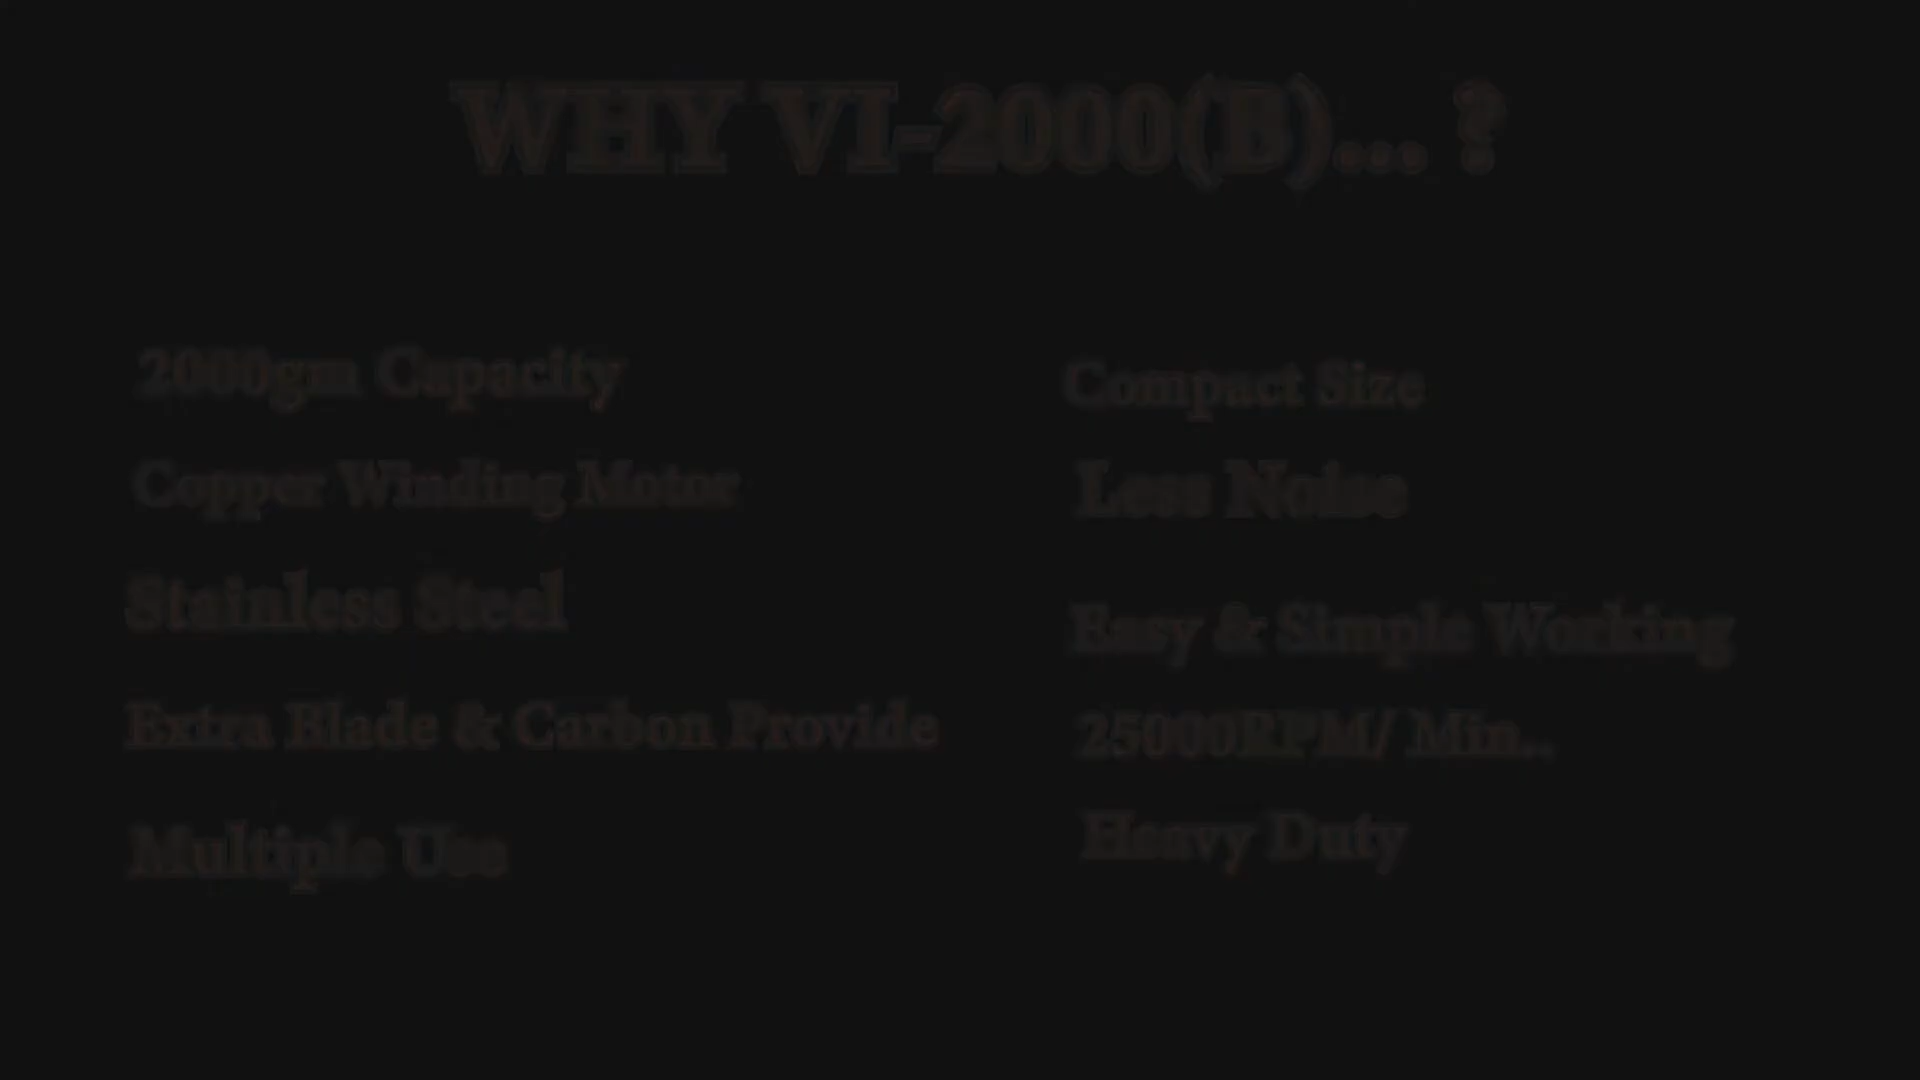 WHY VI-2000(B)... ?
2000gm Capacity
Copper Winding Motor
Stainless Steel
Extra Blade & Carbon Provide
Multiple Use
Compact Size
Less Noise
Easy & Simple Working
25000RPM/ Min..
Heavy Duty